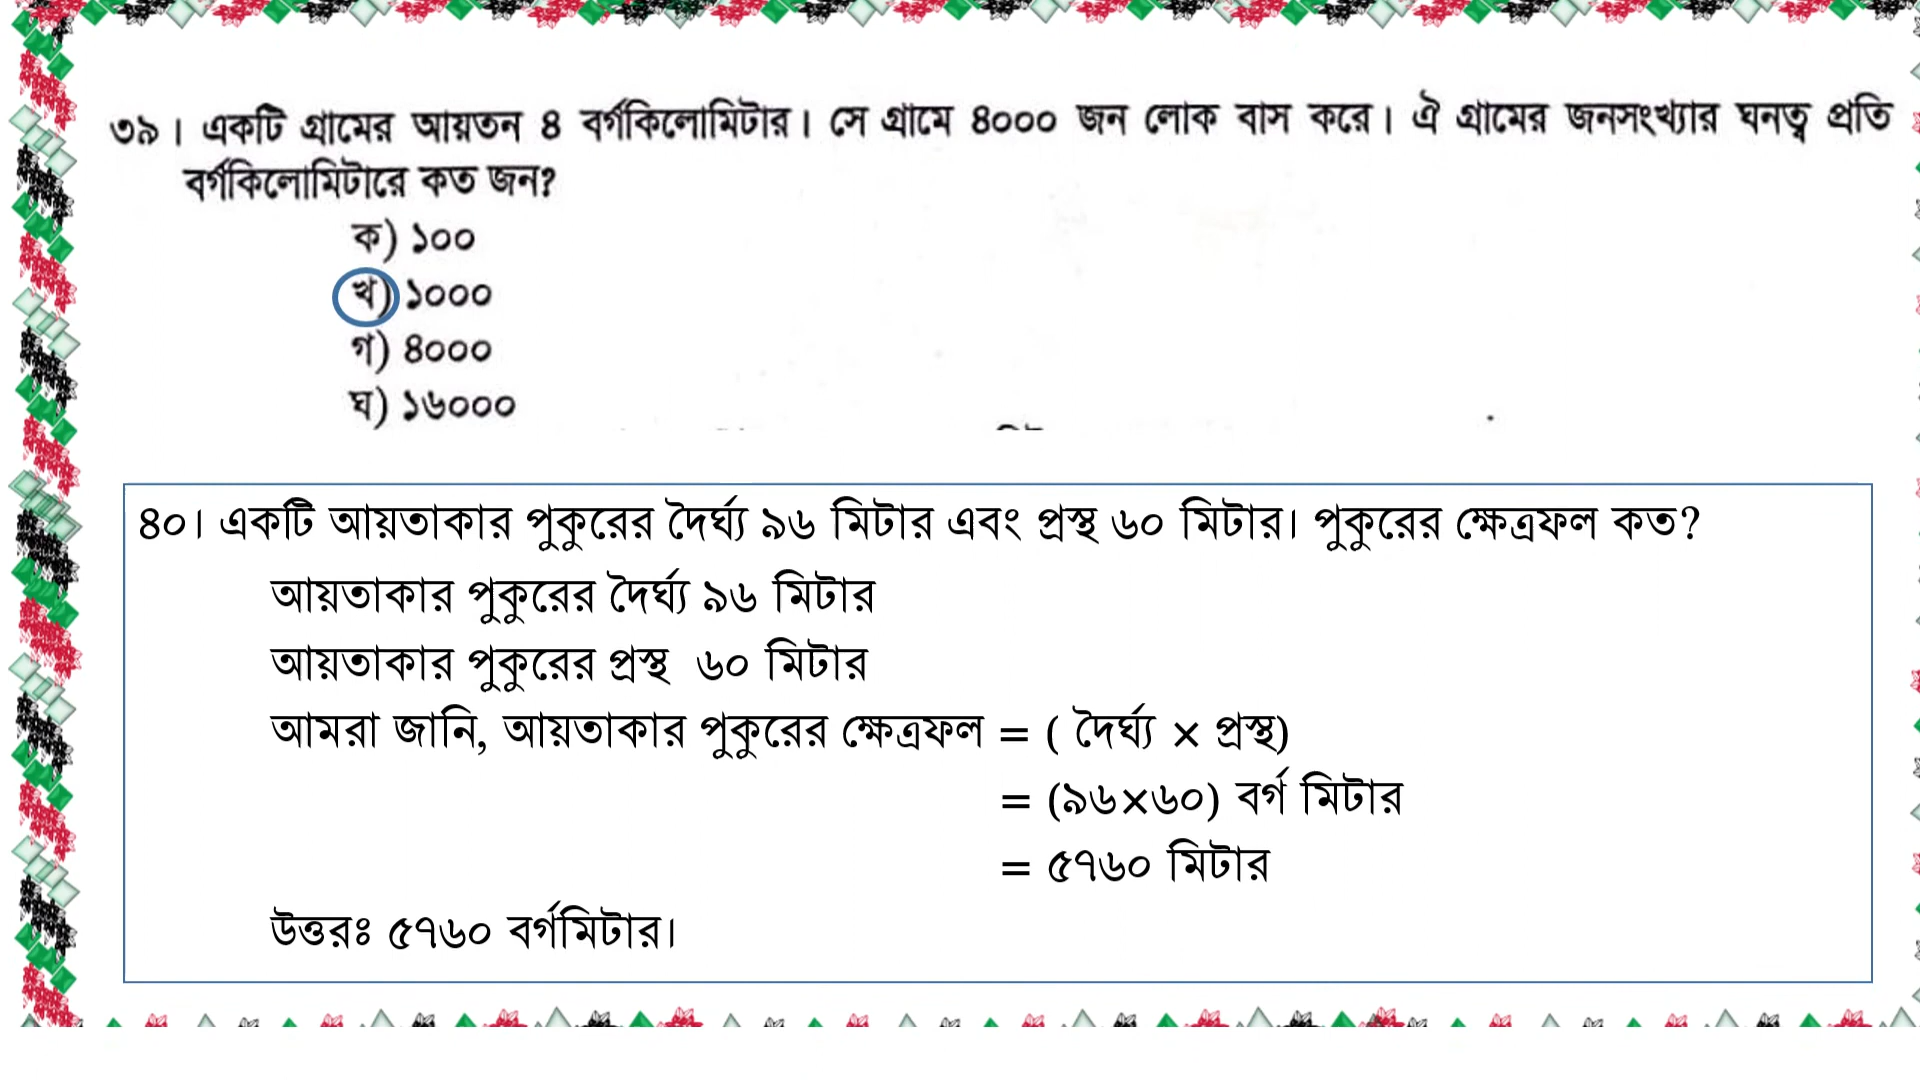 ৩৯। একটি গ্রামের আয়তন ৪ বর্গকিলোমিটার। সে গ্রামে ৪০০০ জন লোক বাস করে। ঐ গ্রামের জনসংখ্যার ঘনত্ব প্রতি
বর্গকিলোমিটারে কত জন?
ক) ১০০
খ) ১০০০
গ) ৪০০০
ঘ) ১৬০০০
৪০। একটি আয়তাকার পুকুরের দৈর্ঘ্য ৯৬ মিটার এবং প্রস্থ ৬০ মিটার। পুকুরের ক্ষেত্রফল কত?
আয়তাকার পুকুরের দৈর্ঘ্য ৯৬ মিটার
আয়তাকার পুকুরের প্রস্থ ৬০ মিটার
আমরা জানি, আয়তাকার পুকুরের ক্ষেত্রফল = ( দৈর্ঘ্য × প্রস্থ)
= (৯৬×৬০) বর্গ মিটার
= ৫৭৬০ মিটার
উত্তরঃ ৫৭৬০ বর্গমিটার।